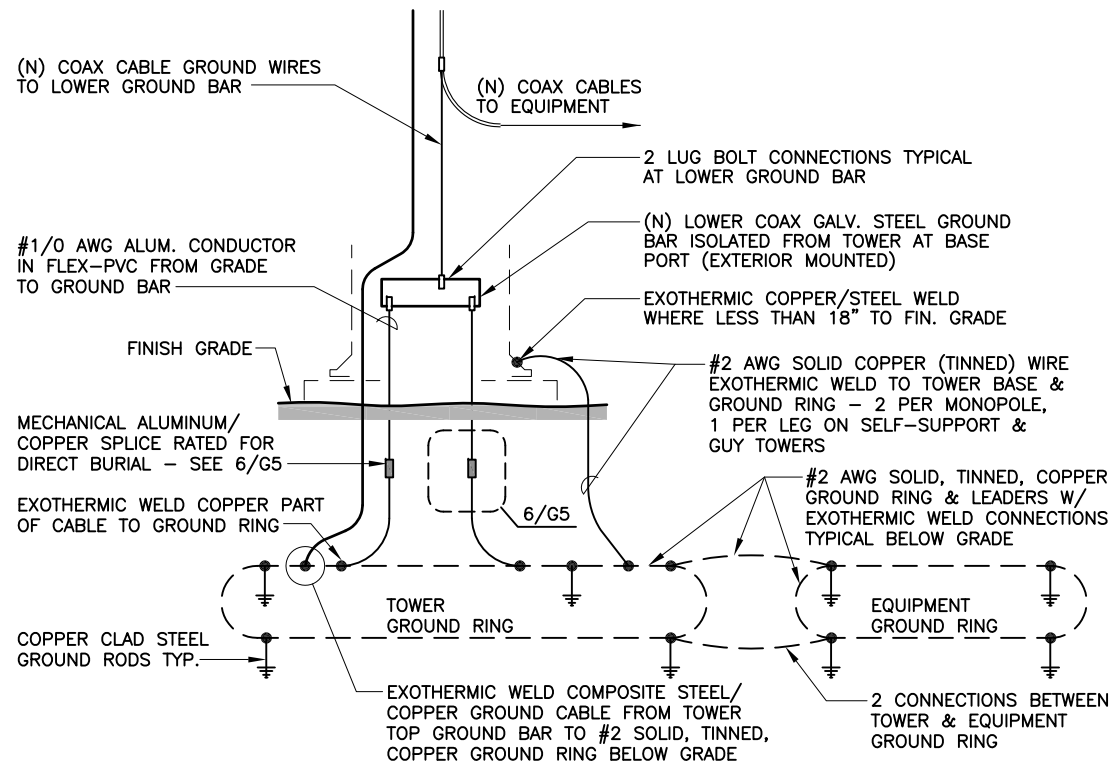 (N) COAX CABLE GROUND WIRES
TO LOWER GROUND BAR
(N) COAX CABLES
TO EQUIPMENT
2 LUG BOLT CONNECTIONS TYPICAL
AT LOWER GROUND BAR
(N) LOWER COAX GALV. STEEL GROUND
BAR ISOLATED FROM TOWER AT BASE
PORT (EXTERIOR MOUNTED)
#1/0 AWG ALUM. CONDUCTOR
IN FLEX-PVC FROM GRADE
TO GROUND BAR
EXOTHERMIC COPPER/STEEL WELD
WHERE LESS THAN 18" TO FIN. GRADE
FINISH GRADE
#2 AWG SOLID COPPER (TINNED) WIRE
EXOTHERMIC WELD TO TOWER BASE &
GROUND RING - 2 PER MONOPOLE,
1 PER LEG ON SELF-SUPPORT &
GUY TOWERS
MECHANICAL ALUMINUM/
COPPER SPLICE RATED FOR
DIRECT BURIAL - SEE 6/G5
#2 AWG SOLID, TINNED, COPPER
GROUND RING & LEADERS W/
EXOTHERMIC WELD CONNECTIONS
TYPICAL BELOW GRADE
EXOTHERMIC WELD COPPER PART
OF CABLE TO GROUND RING
6/G5
TOWER
GROUND RING
EQUIPMENT
GROUND RING
COPPER CLAD STEEL
GROUND RODS TYP.
EXOTHERMIC WELD COMPOSITE STEEL/
COPPER GROUND CABLE FROM TOWER
TOP GROUND BAR TO #2 SOLID, TINNED,
COPPER GROUND RING BELOW GRADE
2 CONNECTIONS BETWEEN
TOWER & EQUIPMENT
GROUND RING